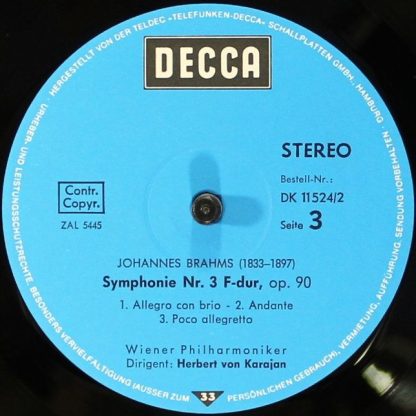 HERGESTELLT VON DER TELDEC »TELEFUNKEN-DECCA« SCHALLPLATTEN GMBH., HAMBURG
URHEBER- UND LEISTUNGSSCHUTZRECHTE, BESONDERS VERVIELFÄLTIGUNG (AUSSER ZUM PERSÖNLICHEN GEBRAUCH), VERMIETUNG, AUFFÜHRUNG, SENDUNG VORBEHALTEN
DECCA
STEREO
Bestell-Nr.:
DK 11524/2
Seite 3
Contr.
Copyr.
ZAL 5445
JOHANNES BRAHMS (1833–1897)
Symphonie Nr. 3 F-dur, op. 90
1. Allegro con brio - 2. Andante
3. Poco allegretto
Wiener Philharmoniker
Dirigent: Herbert von Karajan
33